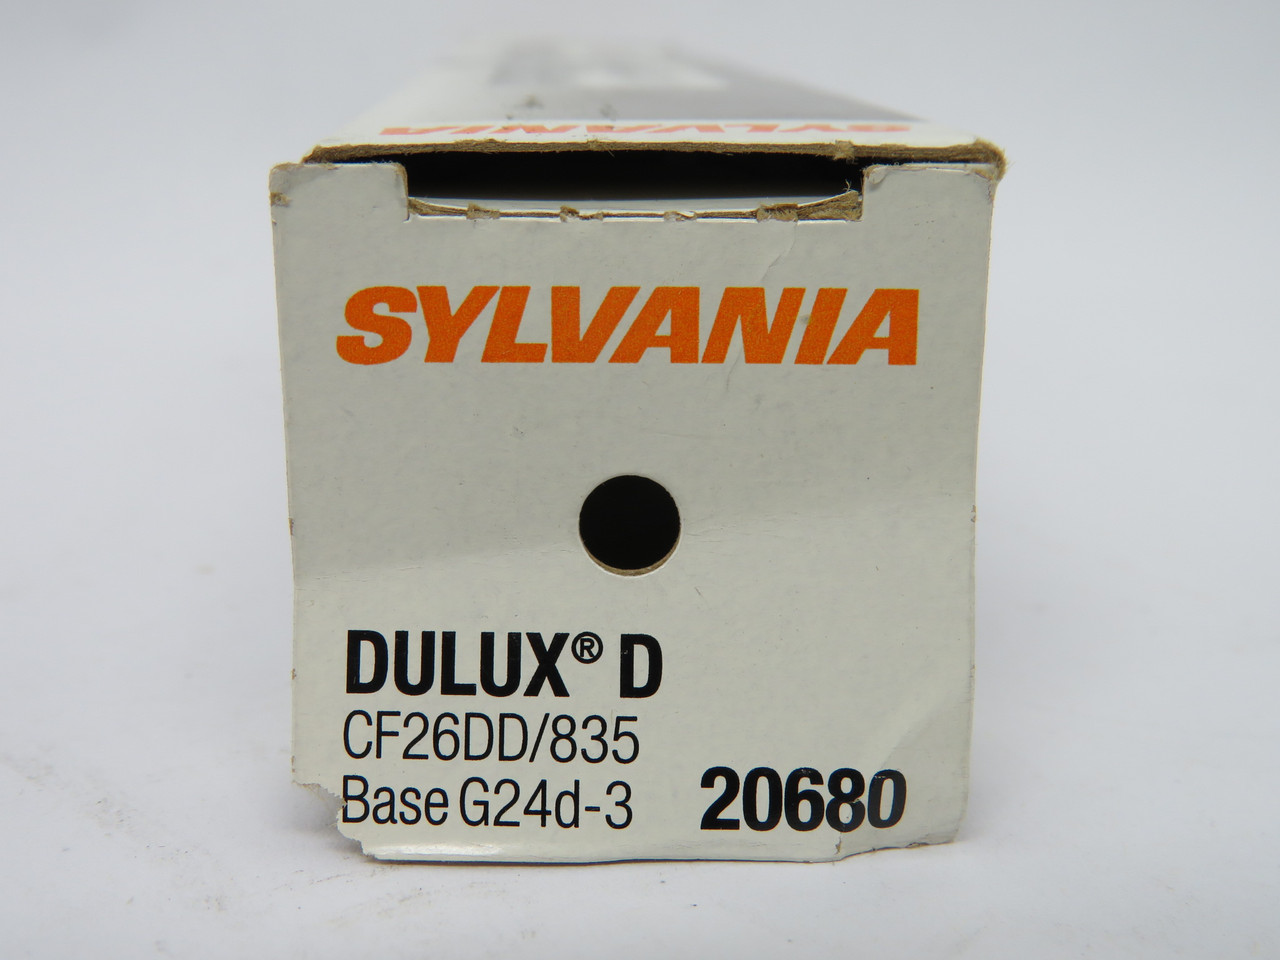 SYLVANIA
SYLVANIA
DULUX® D
CF26DD/835
Base G24d-3 20680